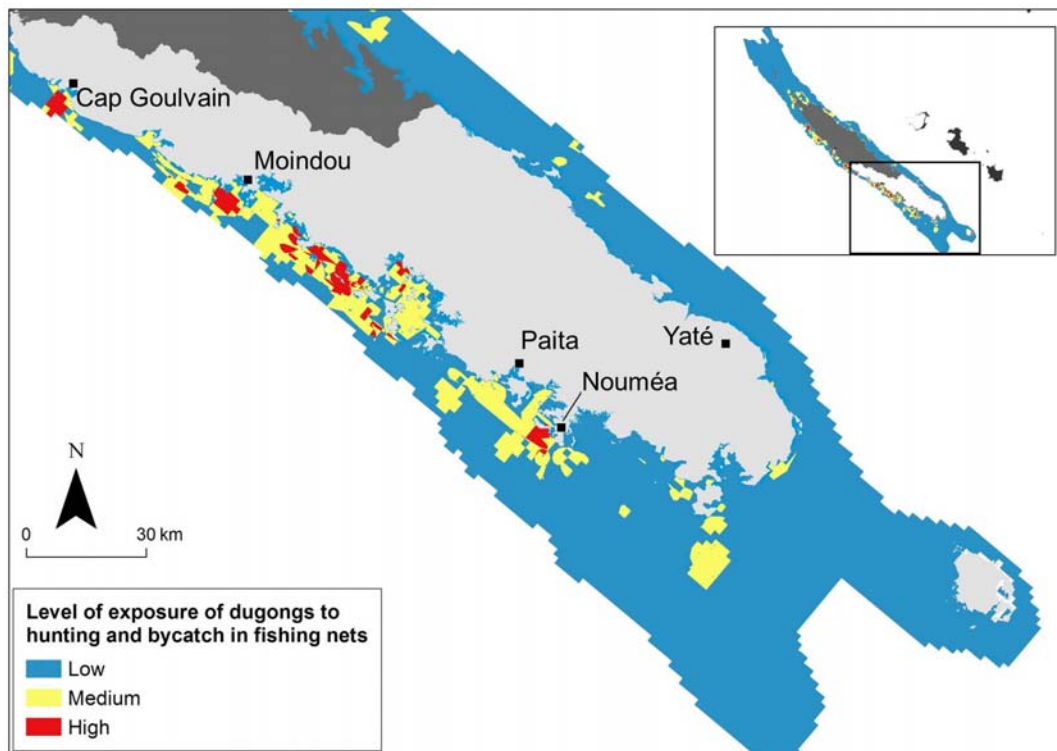 Cap Goulvain
Moindou
Paita
Yaté
Nouméa
N
0 30 km
Level of exposure of dugongs to
hunting and bycatch in fishing nets
Low
Medium
High